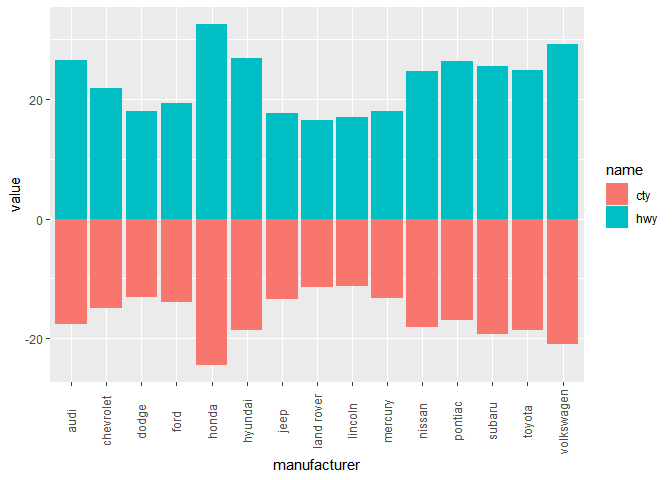 20
0
-20
value
audi
chevrolet
dodge
ford
honda
hyundai
jeep
land rover
lincoln
mercury
nissan
pontiac
subaru
toyota
volkswagen
manufacturer
name
cty
hwy